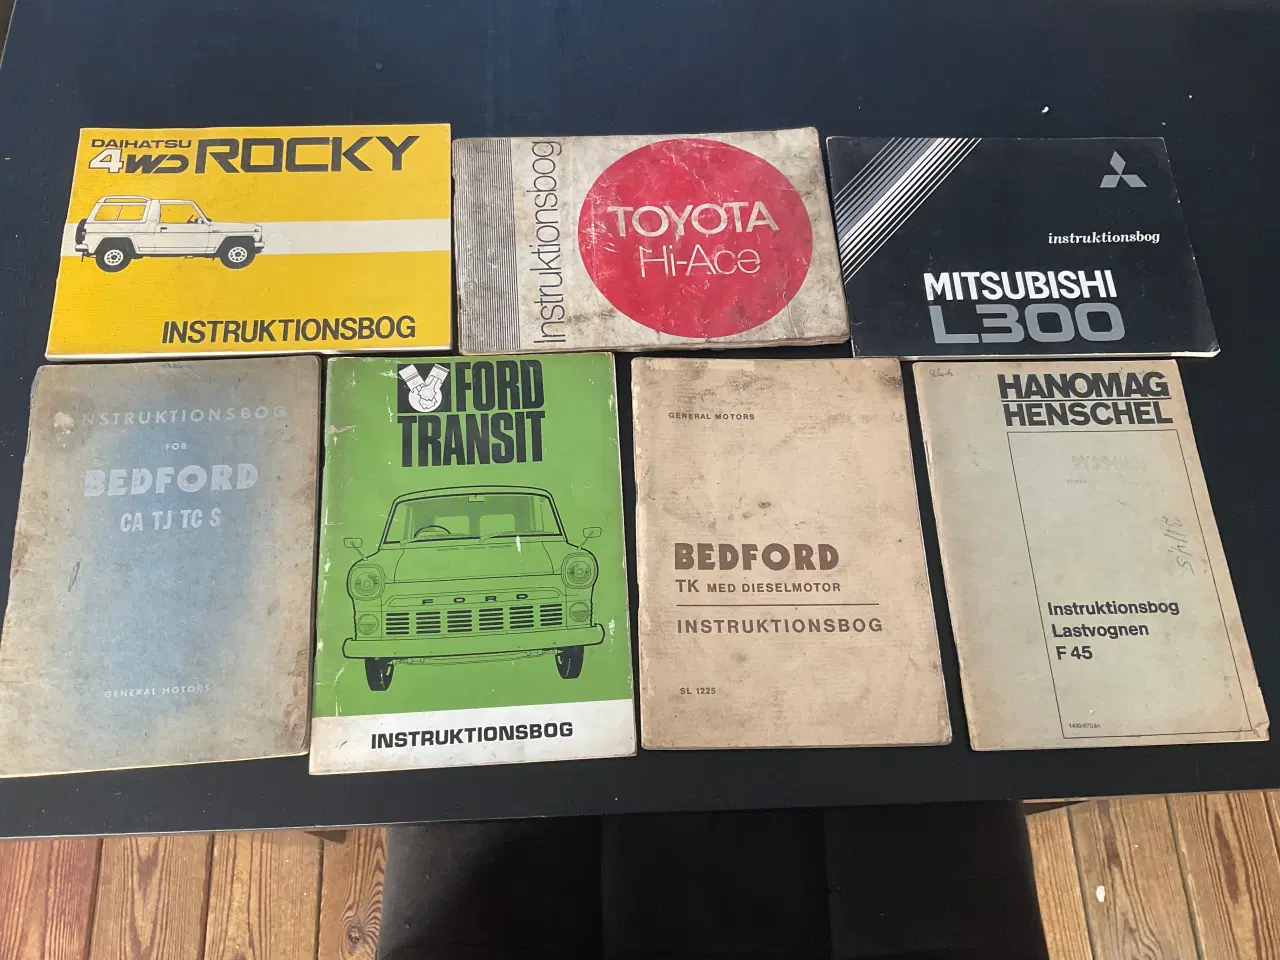 DAIHATSU
4WD ROCKY
INSTRUKTIONSBOG
Instruktionsbog
TOYOTA
Hi-Ace
instruktionsbog
MITSUBISHI
L300
INSTRUKTIONSBOG
FOR
BEDFORD
CA TJ TC S
GENERAL MOTORS
FORD
TRANSIT
FORD
INSTRUKTIONSBOG
GENERAL MOTORS
BEDFORD
TK MED DIESELMOTOR
INSTRUKTIONSBOG
SL 1225
HANOMAG
HENSCHEL
Instruktionsbog
Lastvognen
F 45